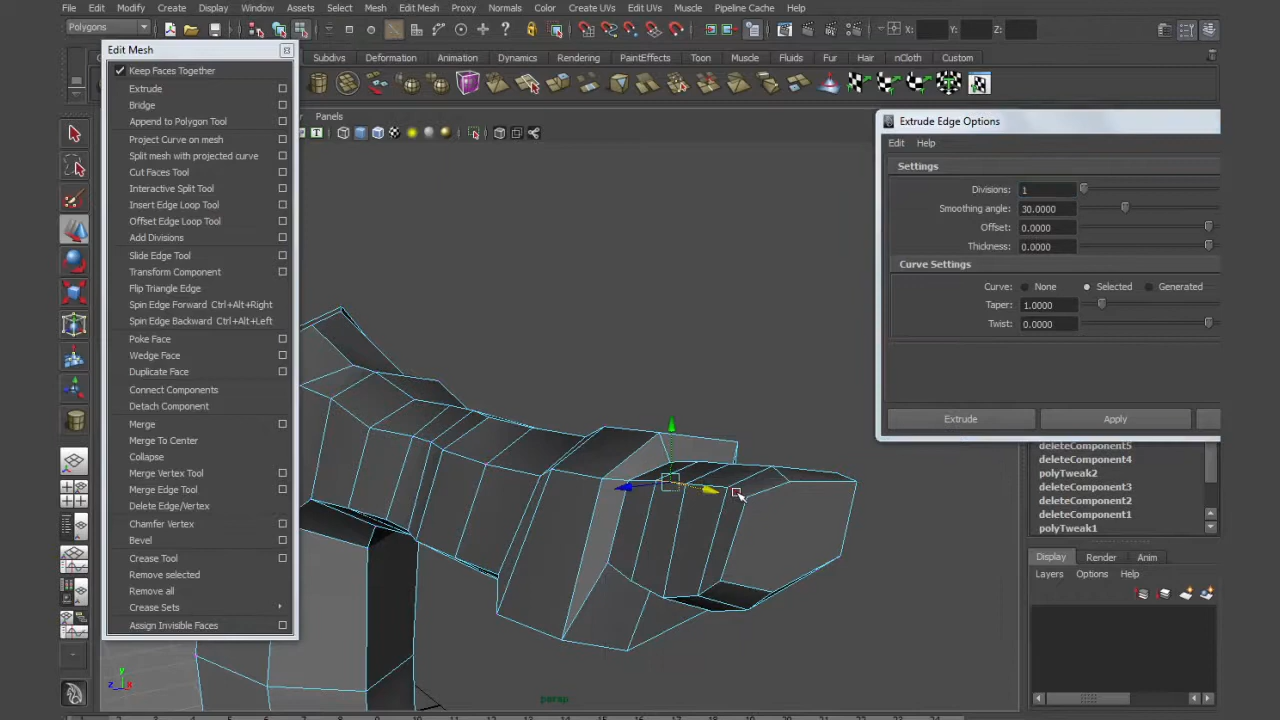 File Edit Modify Create Display Window Assets Select Mesh Edit Mesh Proxy Normals Color Create UVs Edit UVs Muscle Pipeline Cache Help
Polygons X: Y: Z:
Edit Mesh
Subdivs Deformation Animation Dynamics Rendering PaintEffects Toon Muscle Fluids Fur Hair nCloth Custom
Keep Faces Together
Extrude
Bridge
Append to Polygon Tool
Project Curve on mesh
Split mesh with projected curve
Cut Faces Tool
Interactive Split Tool
Insert Edge Loop Tool
Offset Edge Loop Tool
Add Divisions
Slide Edge Tool
Transform Component
Flip Triangle Edge
Spin Edge Forward Ctrl+Alt+Right
Spin Edge Backward Ctrl+Alt+Left
Poke Face
Wedge Face
Duplicate Face
Connect Components
Detach Component
Merge
Merge To Center
Collapse
Merge Vertex Tool
Merge Edge Tool
Delete Edge/Vertex
Chamfer Vertex
Bevel
Crease Tool
Remove selected
Remove all
Crease Sets
Assign Invisible Faces
Panels
T
y
z x
persp
Extrude Edge Options
Edit Help
Settings
Divisions: 1
Smoothing angle: 30.0000
Offset: 0.0000
Thickness: 0.0000
Curve Settings
Curve: None Selected Generated
Taper: 1.0000
Twist: 0.0000
Extrude Apply
deleteComponent5
deleteComponent4
polyTweak2
deleteComponent3
deleteComponent2
deleteComponent1
polyTweak1
Display Render Anim
Layers Options Help